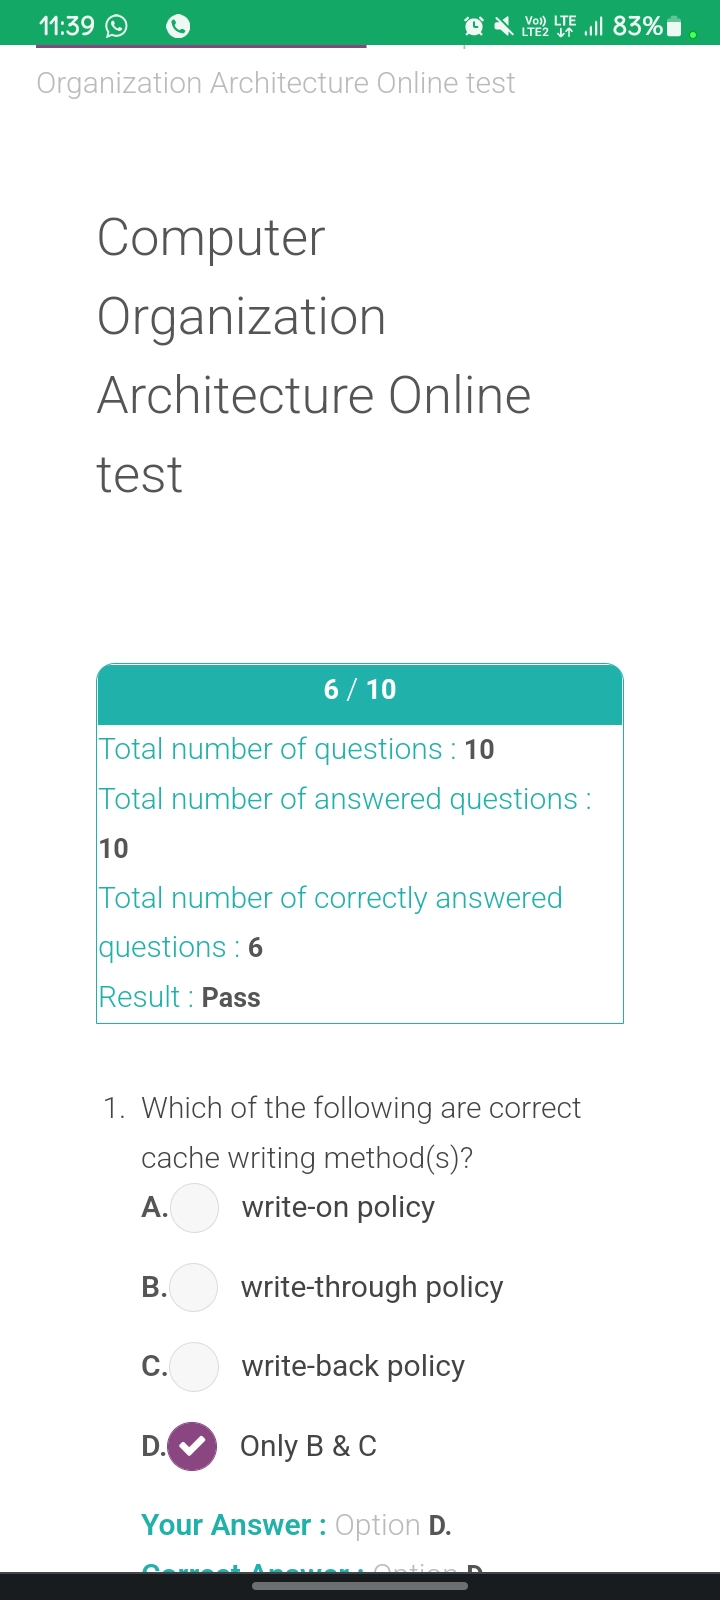 11:39 Vo)) LTE2 LTE 83%
Organization Architecture Online test
Computer
Organization
Architecture Online
test
6 / 10
Total number of questions : 10
Total number of answered questions :
10
Total number of correctly answered
questions : 6
Result : Pass
1. Which of the following are correct
cache writing method(s)?
A. write-on policy
B. write-through policy
C. write-back policy
D. Only B & C
Your Answer : Option D.
Correct Answer : Option D